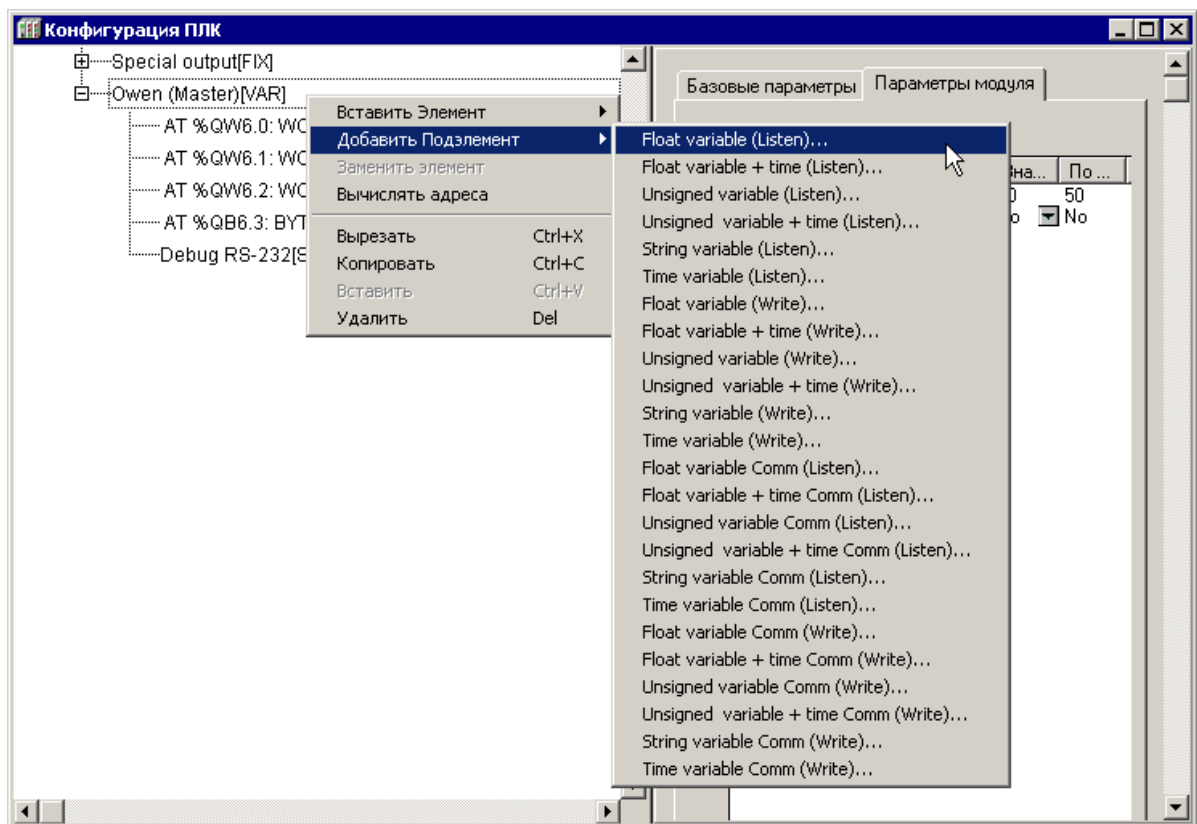 Конфигурация ПЛК
Special output[FIX]
Owen (Master)[VAR]
AT %QW6.0: WO
AT %QW6.1: WO
AT %QW6.2: WO
AT %QB6.3: BYT
Debug RS-232[S
Вставить Элемент
Добавить Подэлемент
Заменить элемент
Вычислять адреса
Вырезать Ctrl+X
Копировать Ctrl+C
Вставить Ctrl+V
Удалить Del
Float variable (Listen)...
Float variable + time (Listen)...
Unsigned variable (Listen)...
Unsigned  variable + time (Listen)...
String variable (Listen)...
Time variable (Listen)...
Float variable (Write)...
Float variable + time (Write)...
Unsigned variable (Write)...
Unsigned  variable + time (Write)...
String variable (Write)...
Time variable (Write)...
Float variable Comm (Listen)...
Float variable + time Comm (Listen)...
Unsigned variable Comm (Listen)...
Unsigned  variable + time Comm (Listen)...
String variable Comm (Listen)...
Time variable Comm (Listen)...
Float variable Comm (Write)...
Float variable + time Comm (Write)...
Unsigned variable Comm (Write)...
Unsigned  variable + time Comm (Write)...
String variable Comm (Write)...
Time variable Comm (Write)...
Базовые параметры Параметры модуля
Зна... По ...
50
No